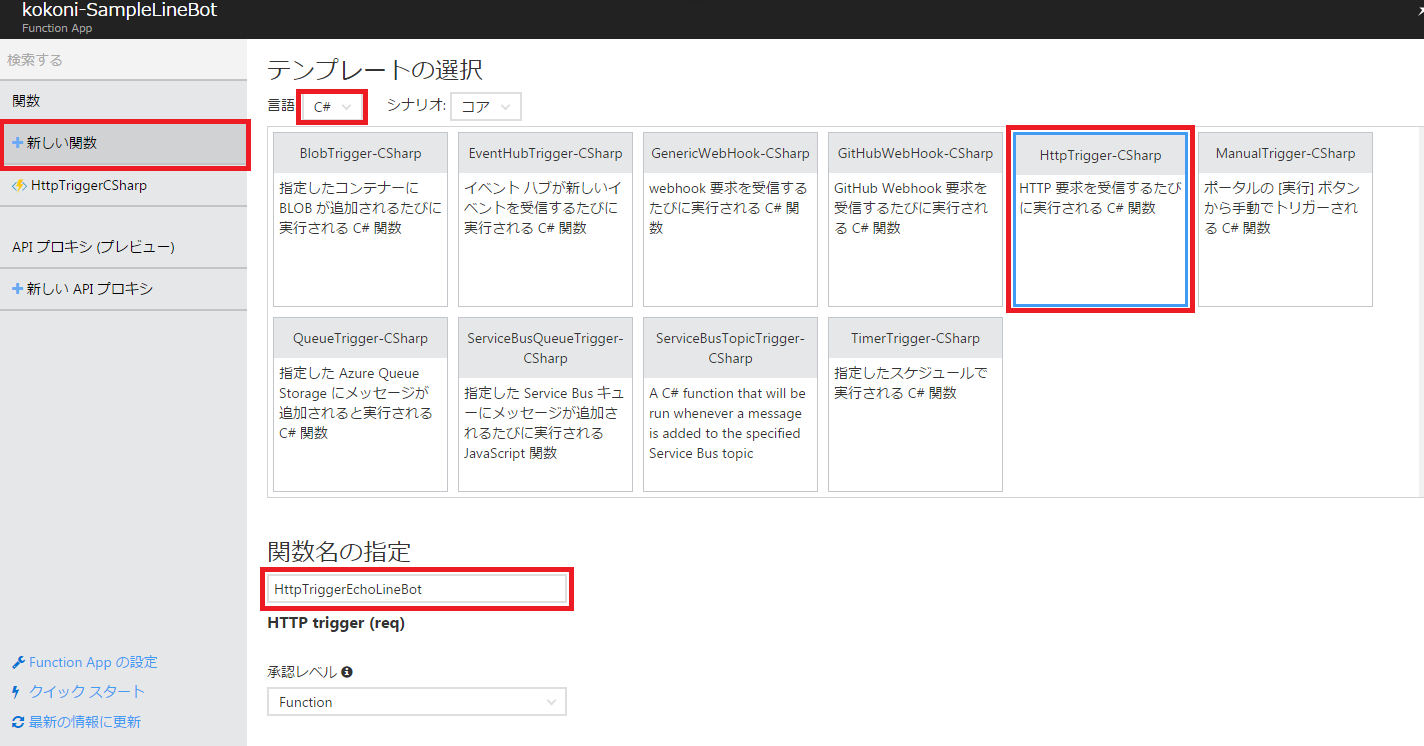 kokoni-SampleLineBot
Function App
検索する
関数
新しい関数
HttpTriggerCSharp
API プロキシ (プレビュー)
新しい API プロキシ
Function App の設定
クイック スタート
最新の情報に更新
テンプレートの選択
言語 C# シナリオ: コア
BlobTrigger-CSharp
指定したコンテナーに
BLOB が追加されるたびに
実行される C# 関数
EventHubTrigger-CSharp
イベント ハブが新しいイ
ベントを受信するたびに
実行される C# 関数
GenericWebHook-CSharp
webhook 要求を受信する
たびに実行される C# 関
数
GitHubWebHook-CSharp
GitHub Webhook 要求を
受信するたびに実行され
る C# 関数
HttpTrigger-CSharp
HTTP 要求を受信するたび
に実行される C# 関数
ManualTrigger-CSharp
ポータルの [実行] ボタン
から手動でトリガーされ
る C# 関数
QueueTrigger-CSharp
指定した Azure Queue
Storage にメッセージが
追加されると実行される
C# 関数
ServiceBusQueueTrigger-
CSharp
指定した Service Bus キュ
ーにメッセージが追加さ
れるたびに実行される
JavaScript 関数
ServiceBusTopicTrigger-
CSharp
A C# function that will be
run whenever a message
is added to the specified
Service Bus topic
TimerTrigger-CSharp
指定したスケジュールで
実行される C# 関数
関数名の指定
HttpTriggerEchoLineBot
HTTP trigger (req)
承認レベル
Function